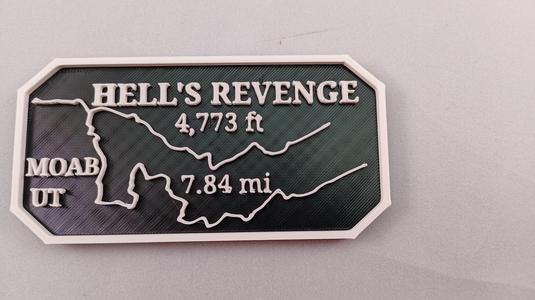 HELL'S REVENGE
4,773 ft
MOAB
UT
7.84 mi